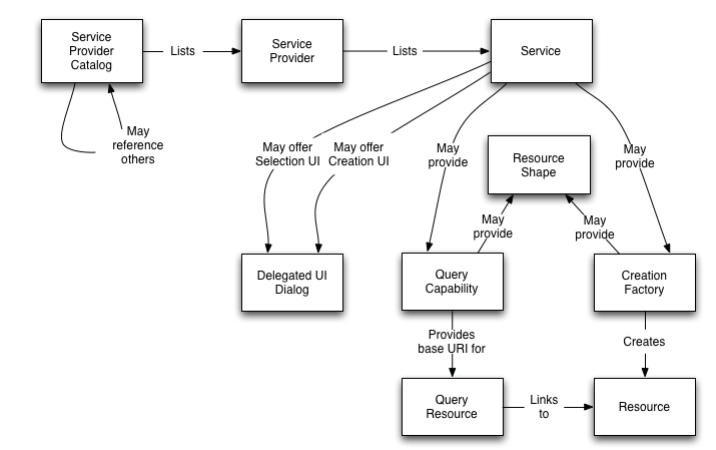 Service
Provider
Catalog
Lists
Service
Provider
Lists
Service
May
reference
others
May offer
Selection UI
May offer
Creation UI
May
provide
Resource
Shape
May
provide
May
provide
May
provide
Delegated UI
Dialog
Query
Capability
Creation
Factory
Provides
base URI for
Creates
Query
Resource
Links
to
Resource